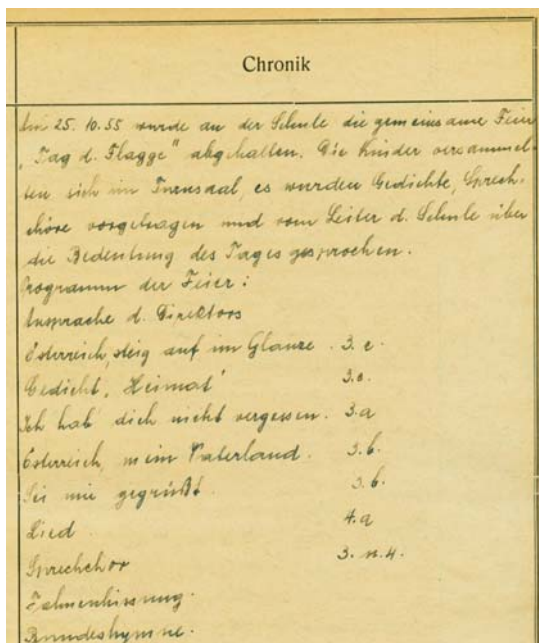 Chronik
Am 25. 10. 55 wurde an der Schule die gemeinsame Feier
„Tag d. Flagge" abgehalten. Die Kinder versammel-
ten sich im Turnsaal, es wurden Gedichte, Sprech-
chöre vorgetragen und vom Leiter d. Schule über
die Bedeutung des Tages gesprochen.
Programm der Feier:
Ansprache d. Direktors
Österreich, steig auf im Glanze. 3. c.
Gedicht „Heimat" 3. c.
Ich hab' dich nicht vergessen. 3. a
Österreich, mein Vaterland. 3. b.
Sei mir gegrüßt. 3. b.
Lied 4. a
Sprechchor 3. u. 4.
Fahnenhissung.
Bundeshymne.